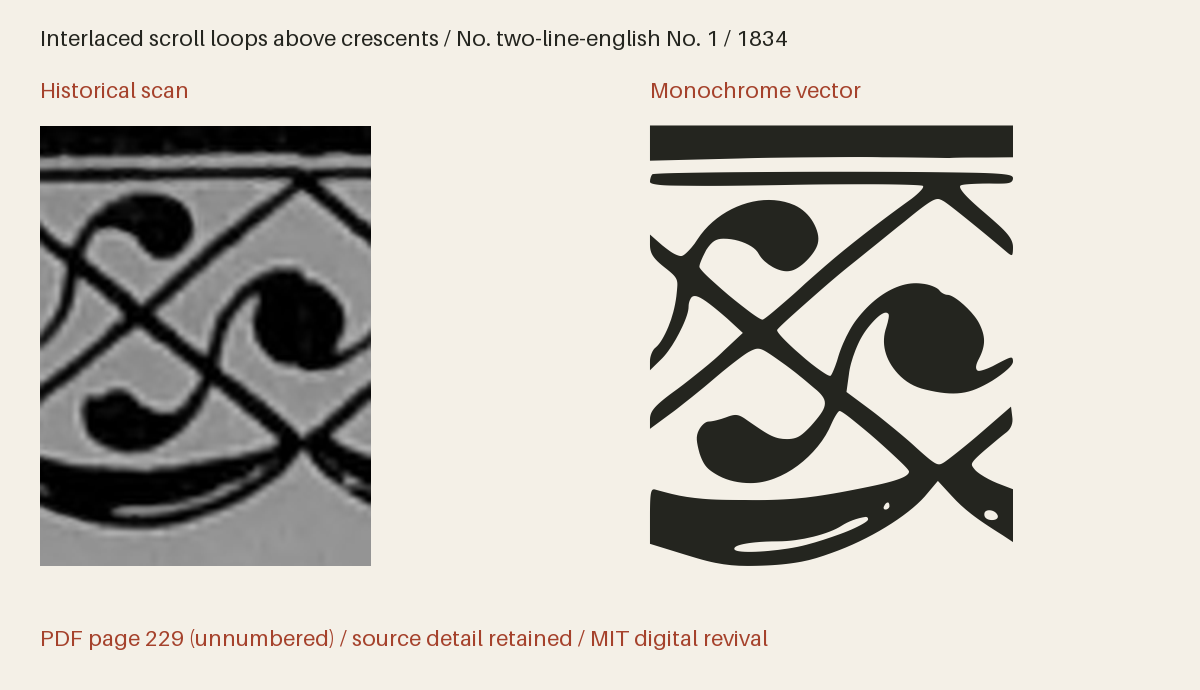 Interlaced scroll loops above crescents / No. two-line-english No. 1 / 1834
Historical scan
Monochrome vector
PDF page 229 (unnumbered) / source detail retained / MIT digital revival